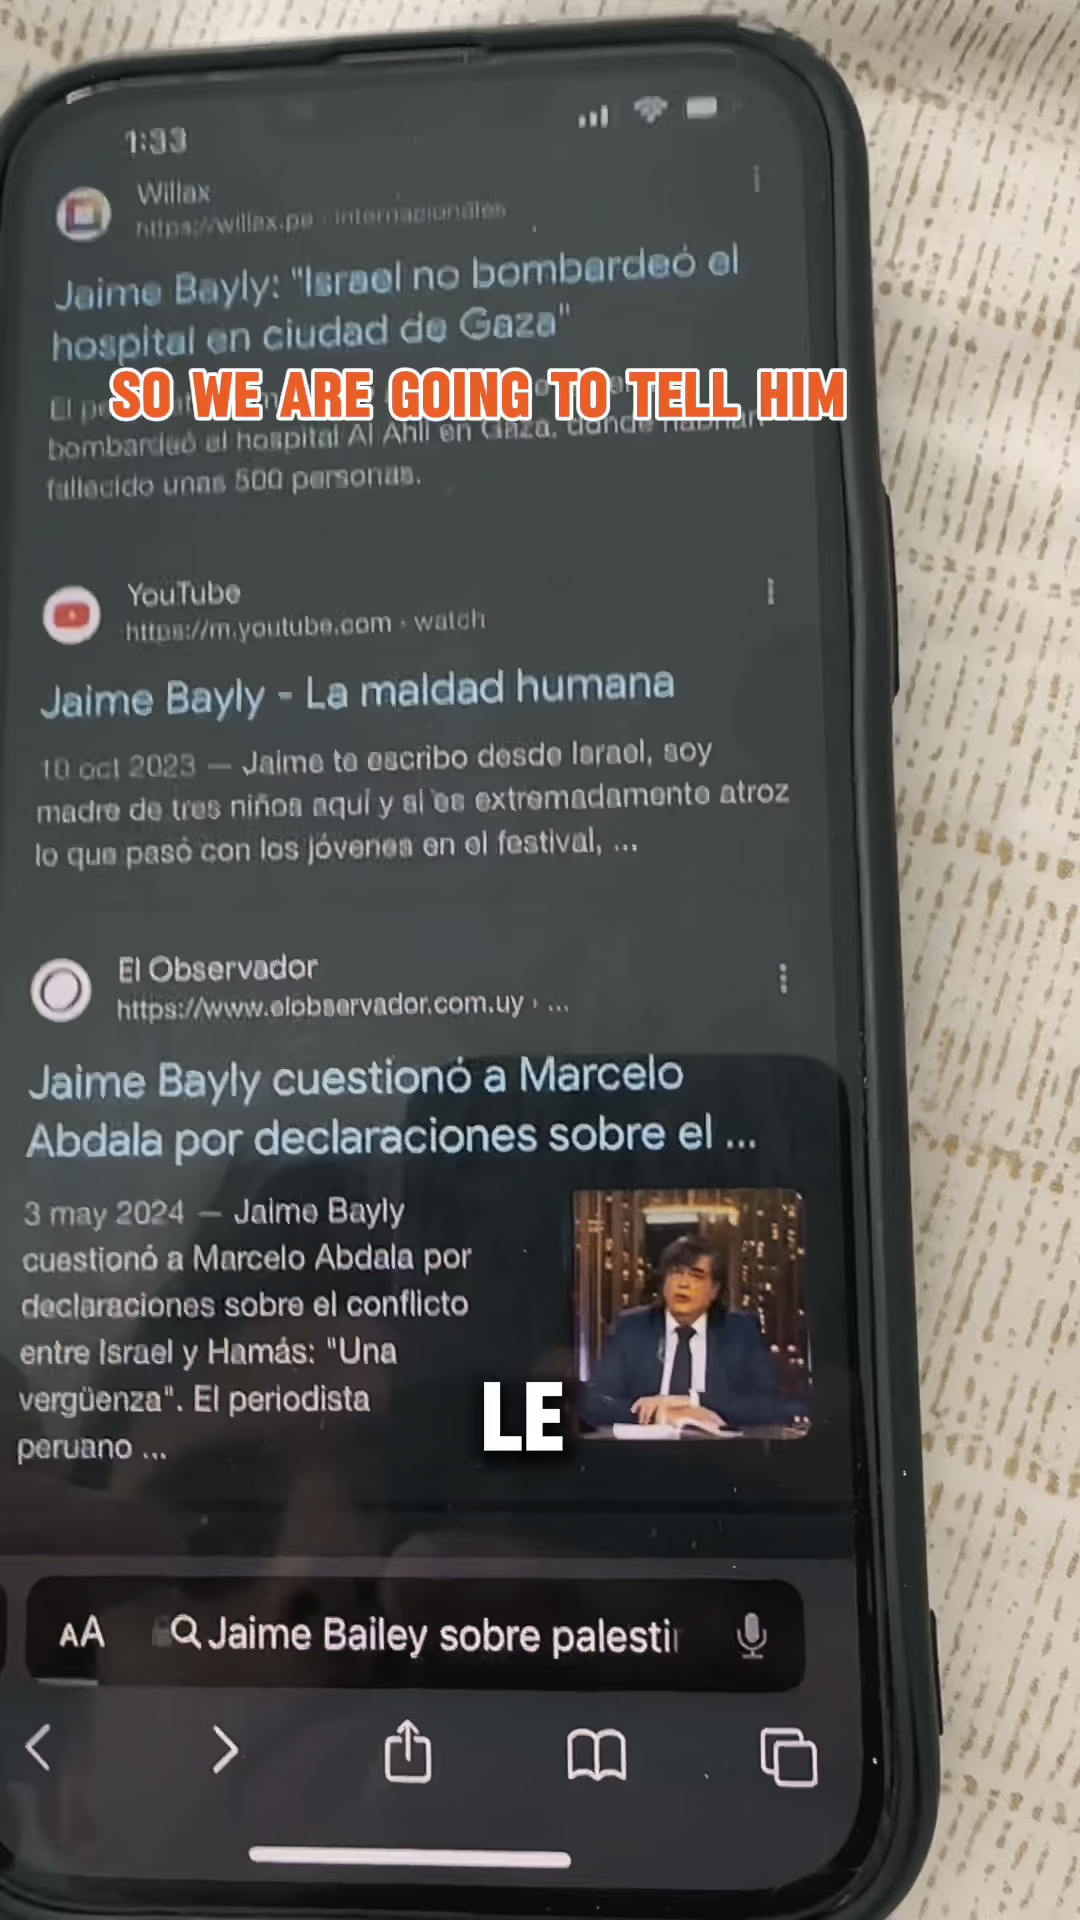 1:33
Willax
https://willax.pe › internacionales
Jaime Bayly: "Israel no bombardeó el
hospital en ciudad de Gaza"
SO WE ARE GOING TO TELL HIM
El
bombardeó el hospital Al Ahli en Gaza, donde habrían
fallecido unas 500 personas.
YouTube
https://m.youtube.com › watch
Jaime Bayly - La maldad humana
10 oct 2023 — Jaime te escribo desde Israel, soy
madre de tres niños aquí y si es extremadamente atroz
lo que pasó con los jóvenes en el festival, ...
El Observador
https://www.elobservador.com.uy › ...
Jaime Bayly cuestionó a Marcelo
Abdala por declaraciones sobre el ...
3 may 2024 — Jaime Bayly
cuestionó a Marcelo Abdala por
declaraciones sobre el conflicto
entre Israel y Hamás: "Una
vergüenza". El periodista
peruano ...
LE
AA Jaime Bailey sobre palesti